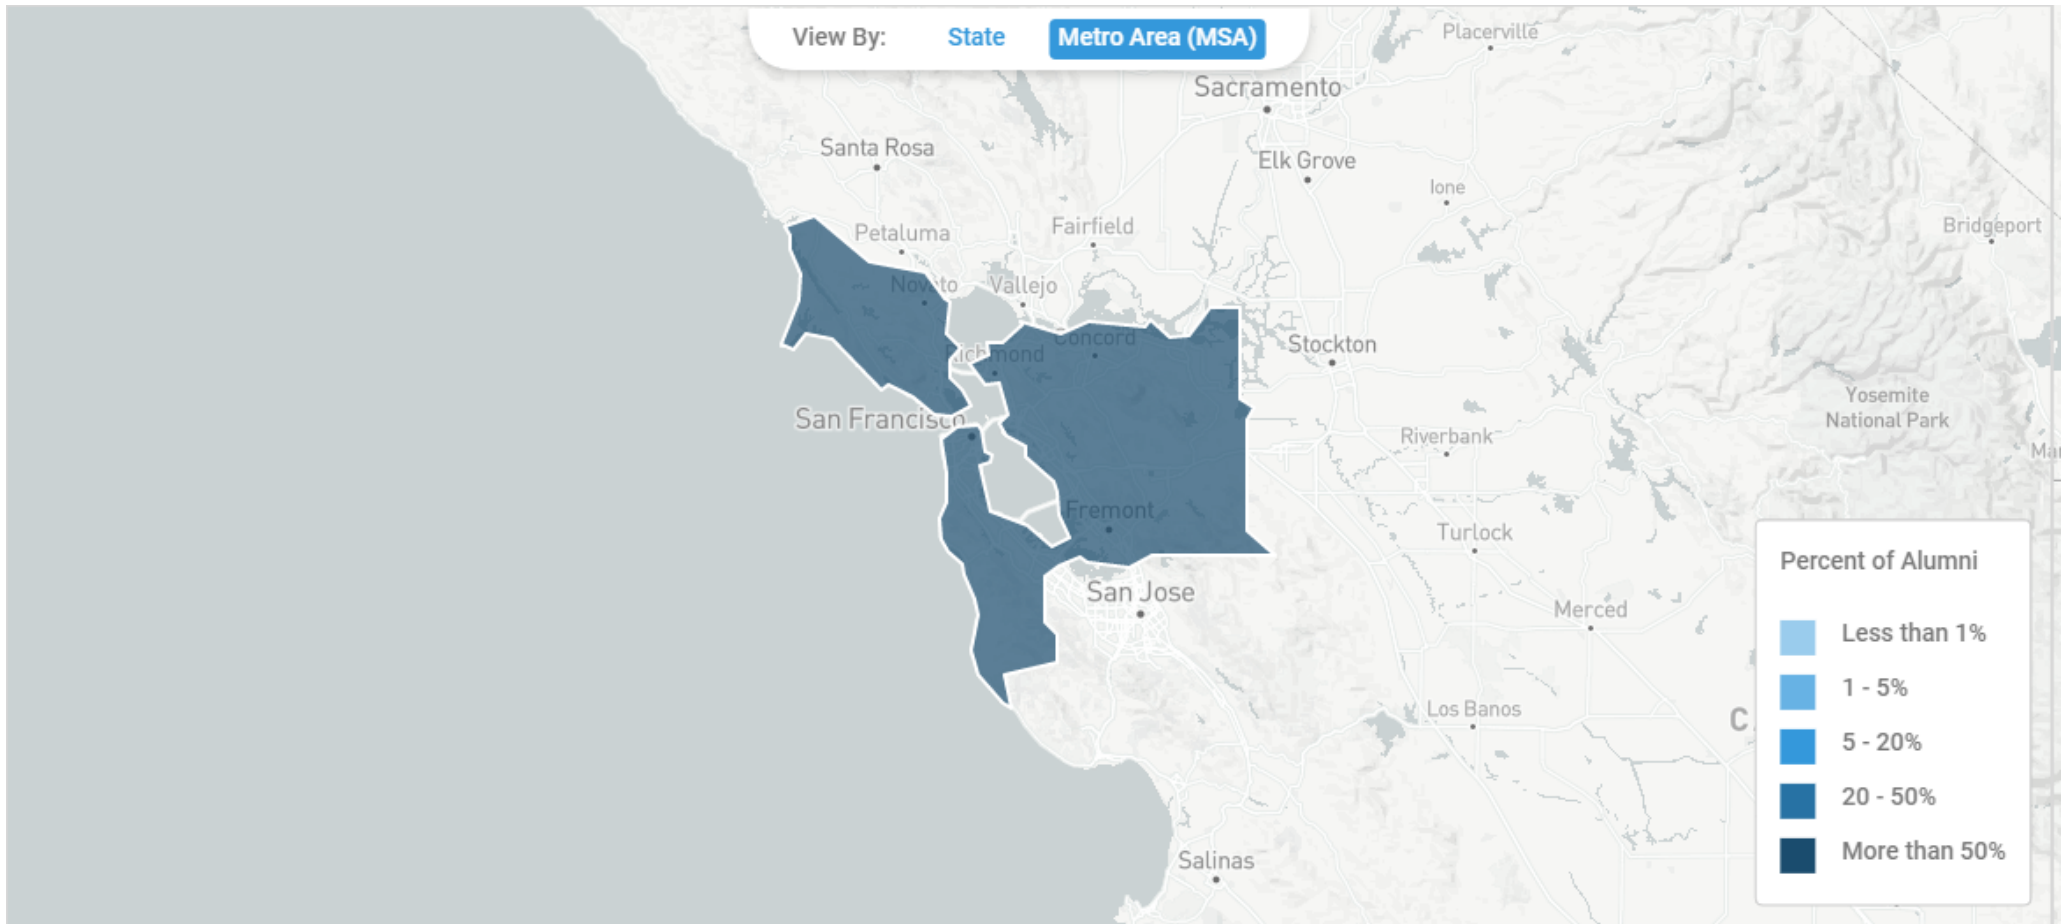 View By: State Metro Area (MSA)
Placerville
Sacramento
Santa Rosa
Elk Grove
Ione
Petaluma
Fairfield
Bridgeport
Novato
Vallejo
Richmond
Concord
Stockton
San Francisco
Yosemite
National Park
Riverbank
Fremont
Turlock
San Jose
Merced
Los Banos
Salinas
Percent of Alumni
Less than 1%
1 - 5%
5 - 20%
20 - 50%
More than 50%